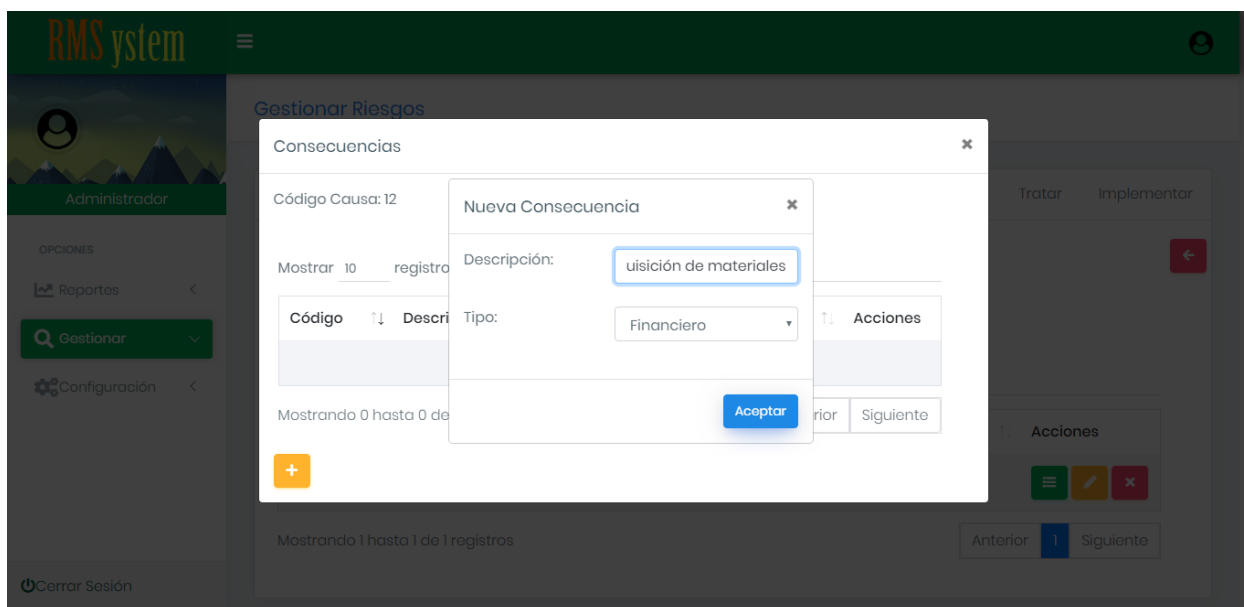 RMSystem
Gestionar Riesgos
Administrador
OPCIONES
Reportes
Gestionar
Configuración
Cerrar Sesión
Tratar Implementar
Consecuencias
Código Causa: 12
Mostrar 10 registro
Código Descri Acciones
Mostrando 0 hasta 0 de
rior Siguiente
Nueva Consecuencia
Descripción: uisición de materiales
Tipo: Financiero
Aceptar
Acciones
Mostrando 1 hasta 1 de 1 registros
Anterior 1 Siguiente